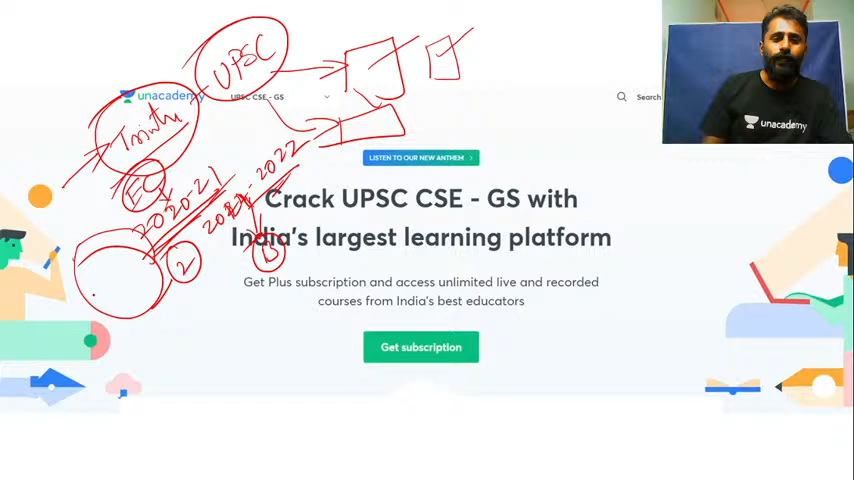 UPSC
unacademy
UPSC CSE - GS
Search
unacademy
LISTEN TO OUR NEW ANTHEM
EC
2020-21
2022
Crack UPSC CSE - GS with
India's largest learning platform
2
B
Get Plus subscription and access unlimited live and recorded
courses from India's best educators
Get subscription